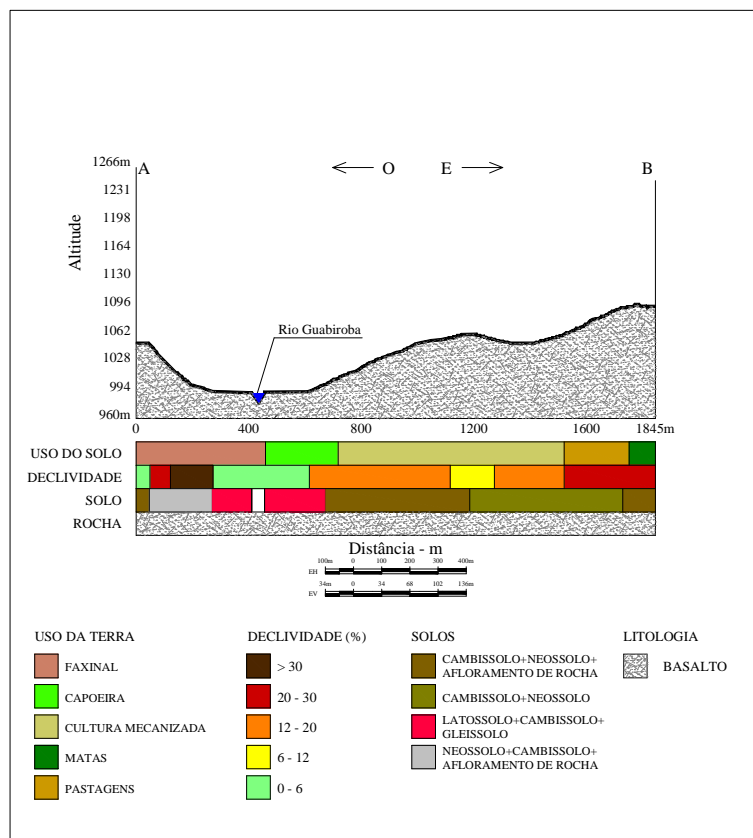 1266m
A
O
E
B
1231
1198
1164
1130
1096
1062
1028
994
960m
Altitude
Rio Guabiroba
0
400
800
1200
1600
1845m
USO DO SOLO
DECLIVIDADE
SOLO
ROCHA
Distância - m
100m 0 100 200 300 400m
EH
34m 0 34 68 102 136m
EV
USO DA TERRA
FAXINAL
CAPOEIRA
CULTURA MECANIZADA
MATAS
PASTAGENS
DECLIVIDADE (%)
> 30
20 - 30
12 - 20
6 - 12
0 - 6
SOLOS
CAMBISSOLO+NEOSSOLO+
AFLORAMENTO DE ROCHA
CAMBISSOLO+NEOSSOLO
LATOSSOLO+CAMBISSOLO+
GLEISSOLO
NEOSSOLO+CAMBISSOLO+
AFLORAMENTO DE ROCHA
LITOLOGIA
BASALTO